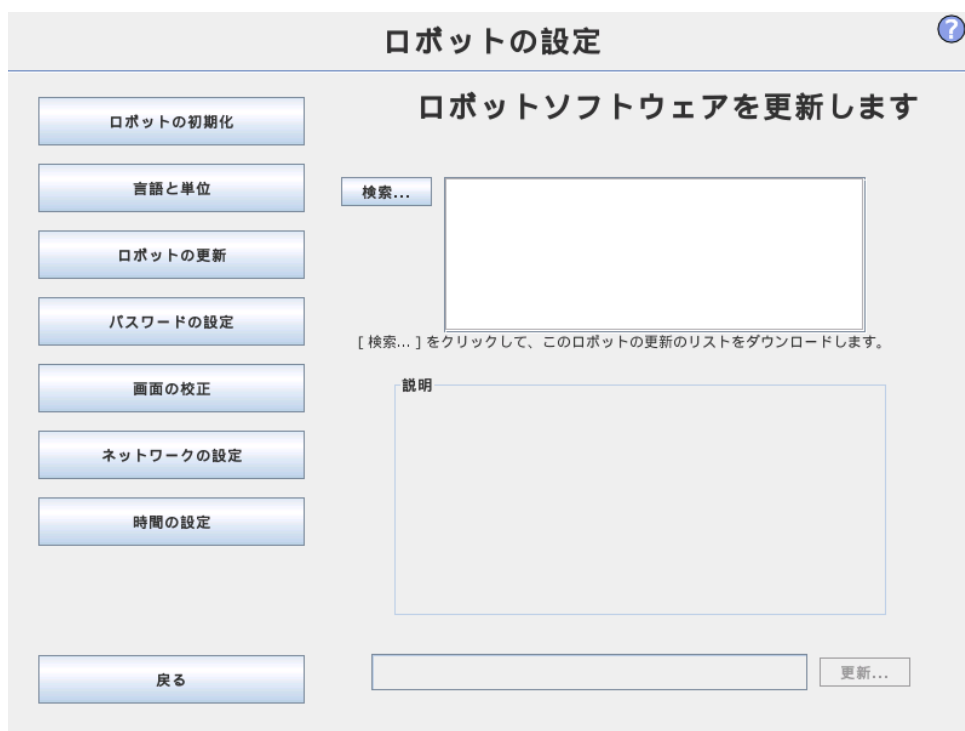 ロボットの設定
?
ロボットの初期化
言語と単位
ロボットの更新
パスワードの設定
画面の校正
ネットワークの設定
時間の設定
戻る
ロボットソフトウェアを更新します
検索...
[ 検索... ] をクリックして、このロボットの更新のリストをダウンロードします。
説明
更新...